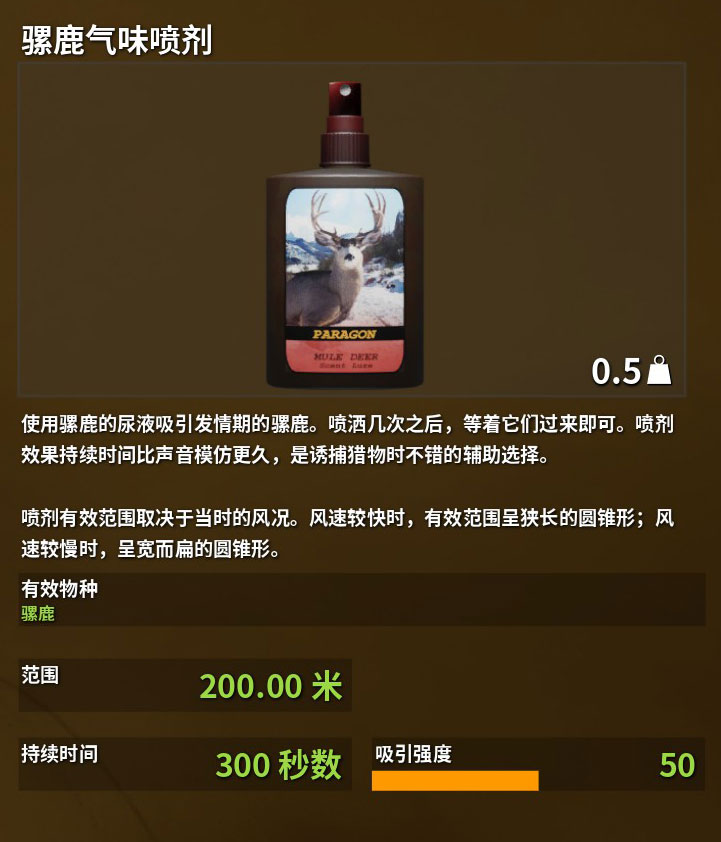 骡鹿气味喷剂
PARAGON
MULE DEER
Scent Lure
0.5
使用骡鹿的尿液吸引发情期的骡鹿。喷洒几次之后，等着它们过来即可。喷剂
效果持续时间比声音模仿更久，是诱捕猎物时不错的辅助选择。
喷剂有效范围取决于当时的风况。风速较快时，有效范围呈狭长的圆锥形；风
速较慢时，呈宽而扁的圆锥形。
有效物种
骡鹿
范围
200.00 米
持续时间
300 秒数
吸引强度
50